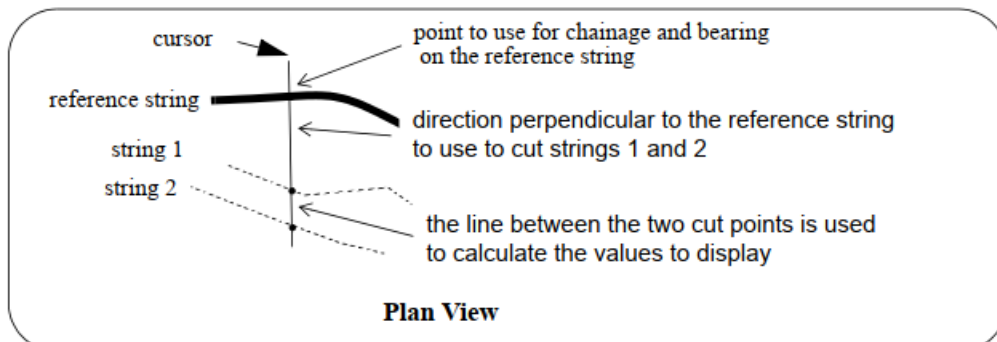 cursor
point to use for chainage and bearing
on the reference string
reference string
direction perpendicular to the reference string
to use to cut strings 1 and 2
string 1
string 2
the line between the two cut points is used
to calculate the values to display
Plan View